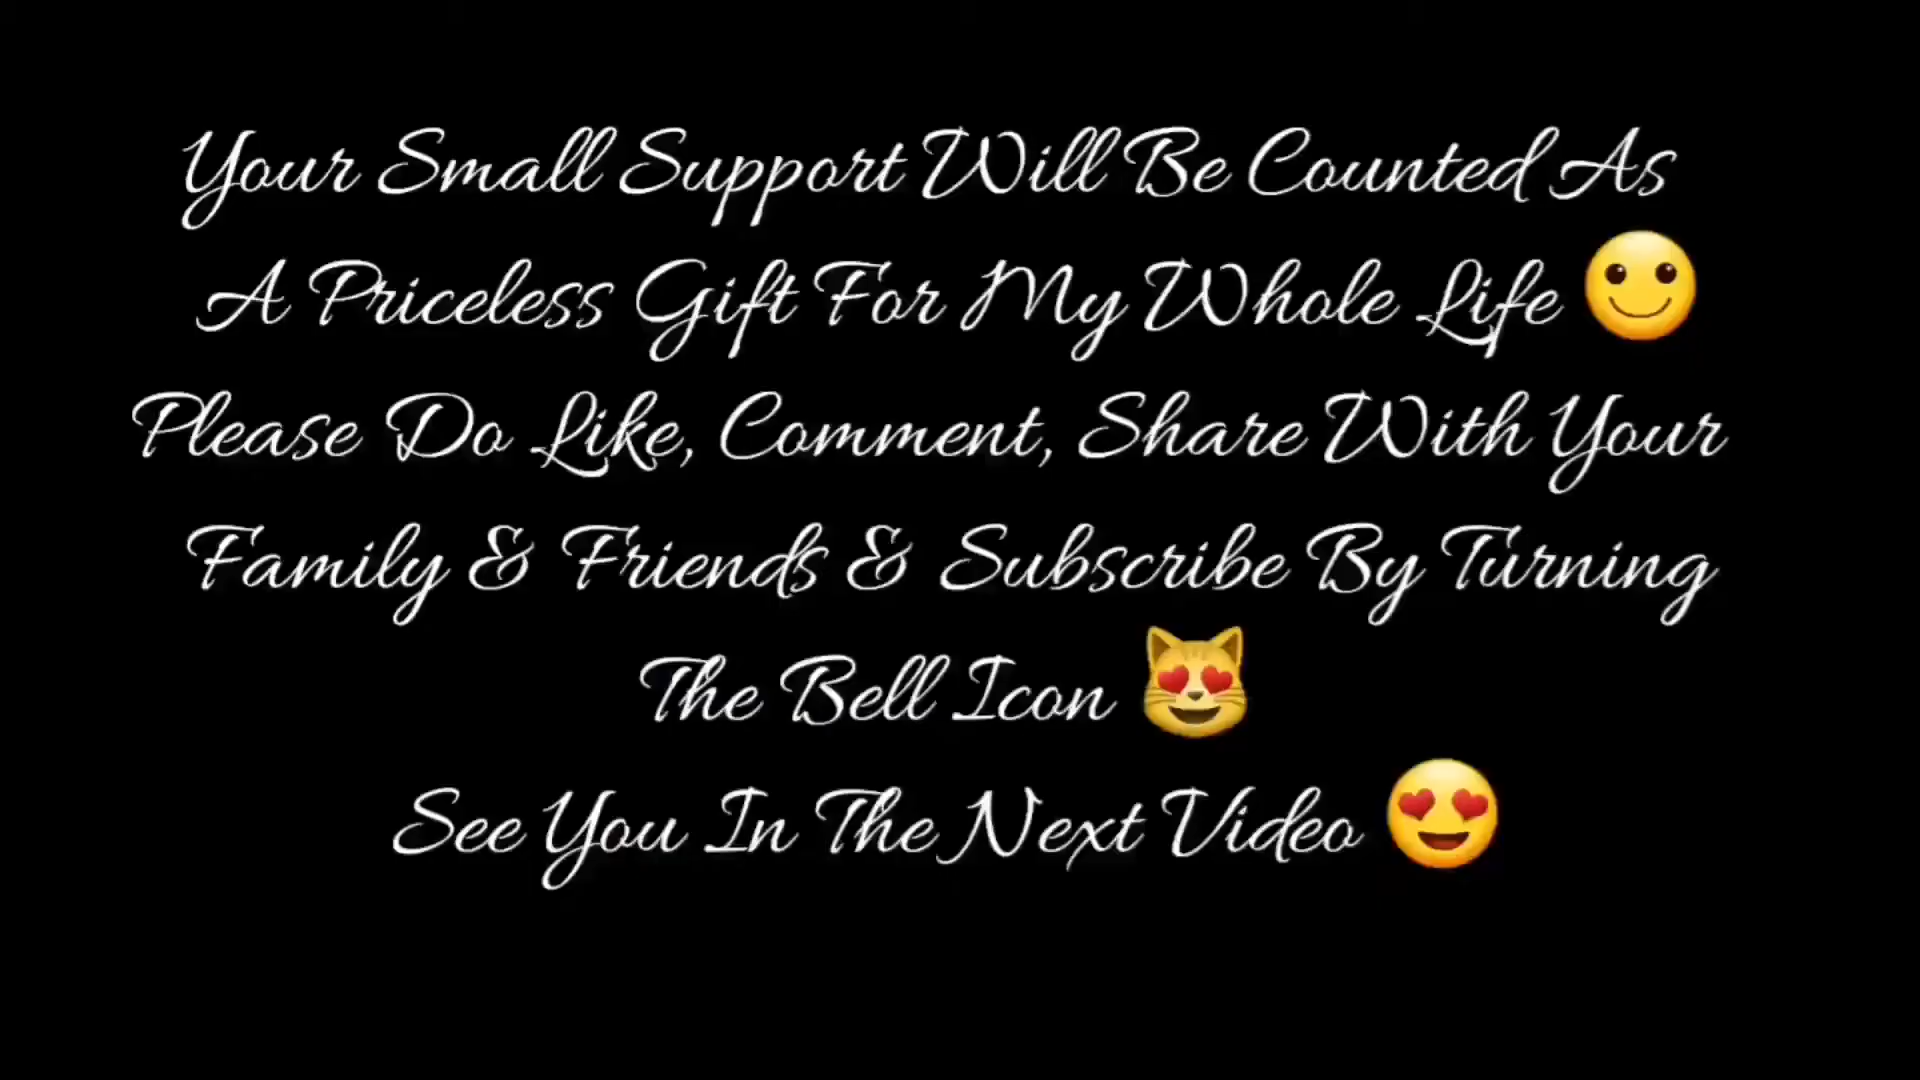 Your Small Support Will Be Counted As
A Priceless Gift For My Whole Life 🙂
Please Do Like, Comment, Share With Your
Family & Friends & Subscribe By Turning
The Bell Icon 😻
See You In The Next Video 😍